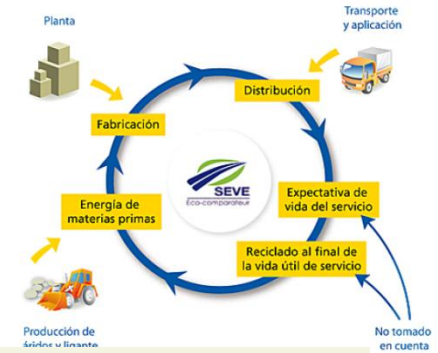 Planta
Transporte
y aplicación
Distribución
Fabricación
SEVE
Éco-comparateur
Energía de
materias primas
Expectativa de
vida del servicio
Reciclado al final de
la vida útil de servicio
Producción de
áridos y ligante
No tomado
en cuenta